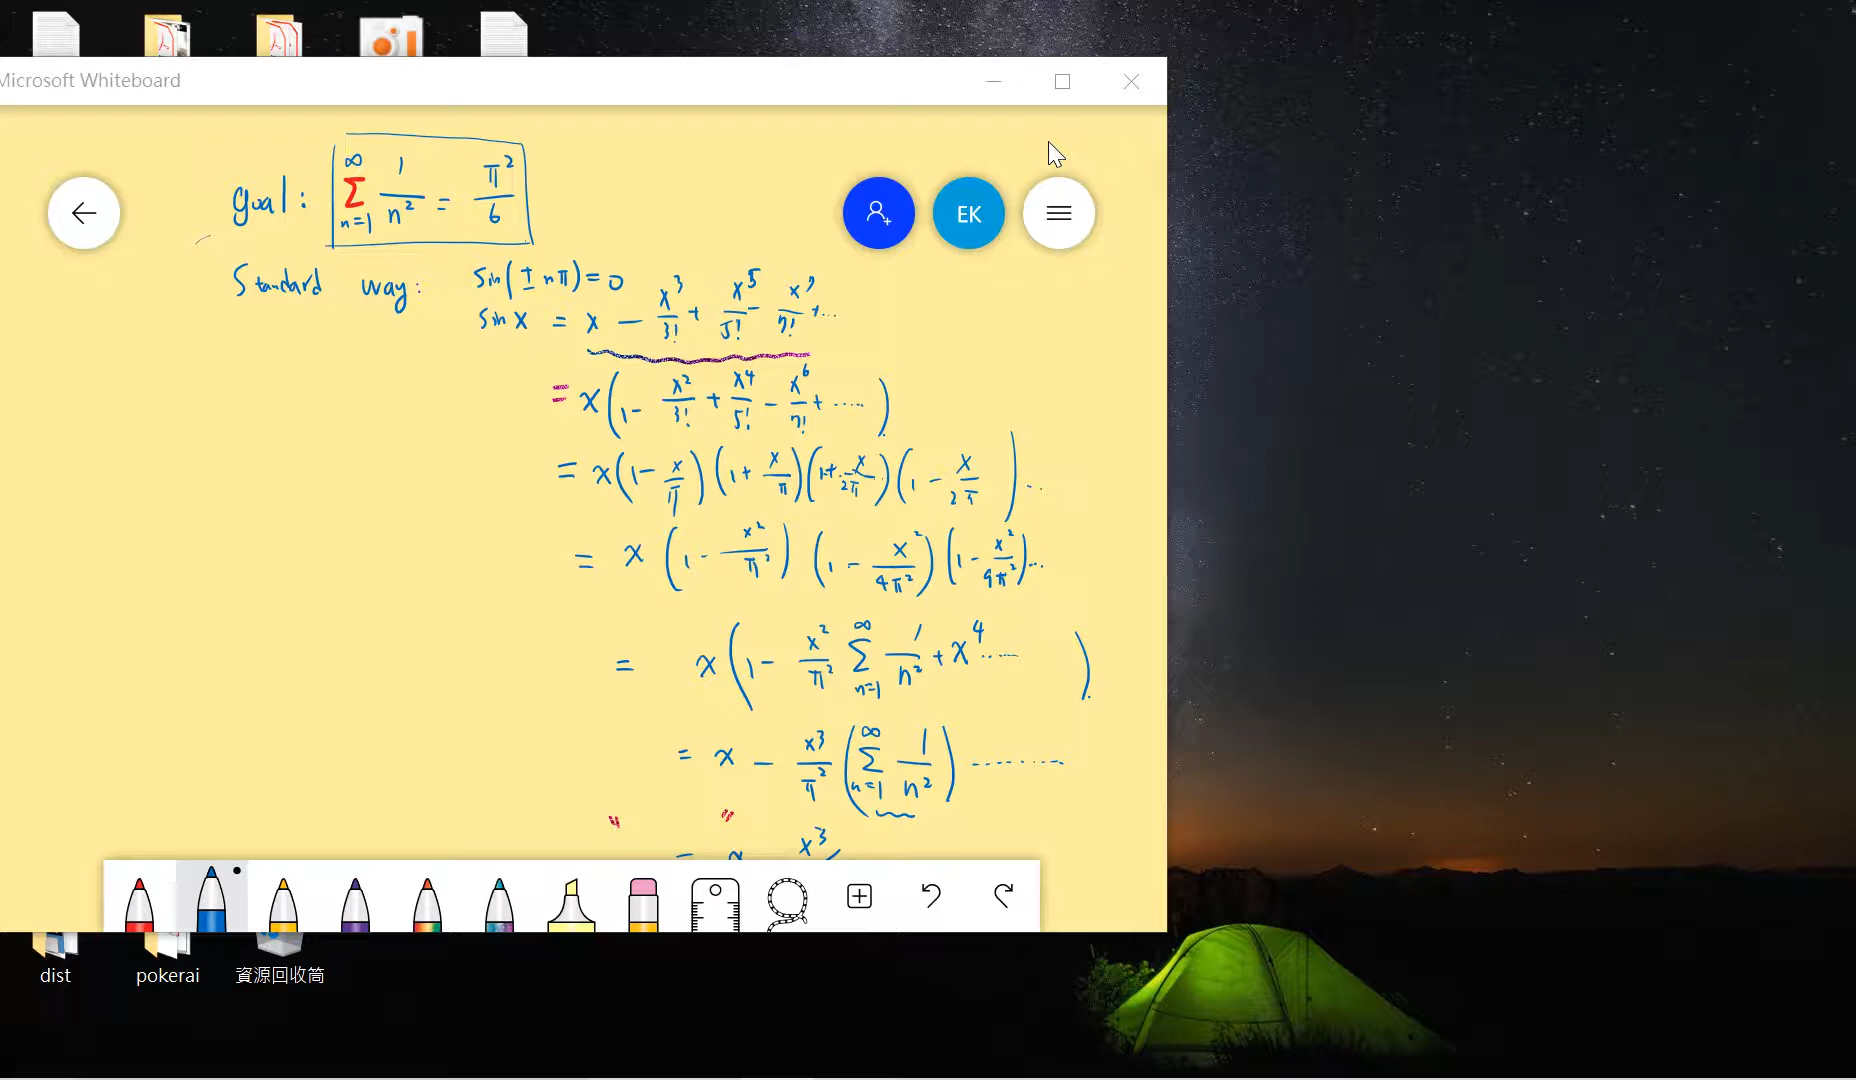 Microsoft Whiteboard
goal: ∞ Σ n=1 1/n² = π²/6
EK
Standard way: sin(± nπ) = 0
sin x = x - x³/3! + x⁵/5! - x⁷/7! + ...
= x(1 - x²/3! + x⁴/5! - x⁶/7! + ......)
= x(1 - x/π)(1 + x/π)(1 + x/2π)(1 - x/2π)...
= x(1 - x²/π²)(1 - x²/4π²)(1 - x²/9π²)...
= x(1 - x²/π² ∞ Σ n=1 1/n² + x⁴ ......)
= x - x³/π² (∞ Σ n=1 1/n²) ..........
= x x³
dist
pokerai
資源回收筒